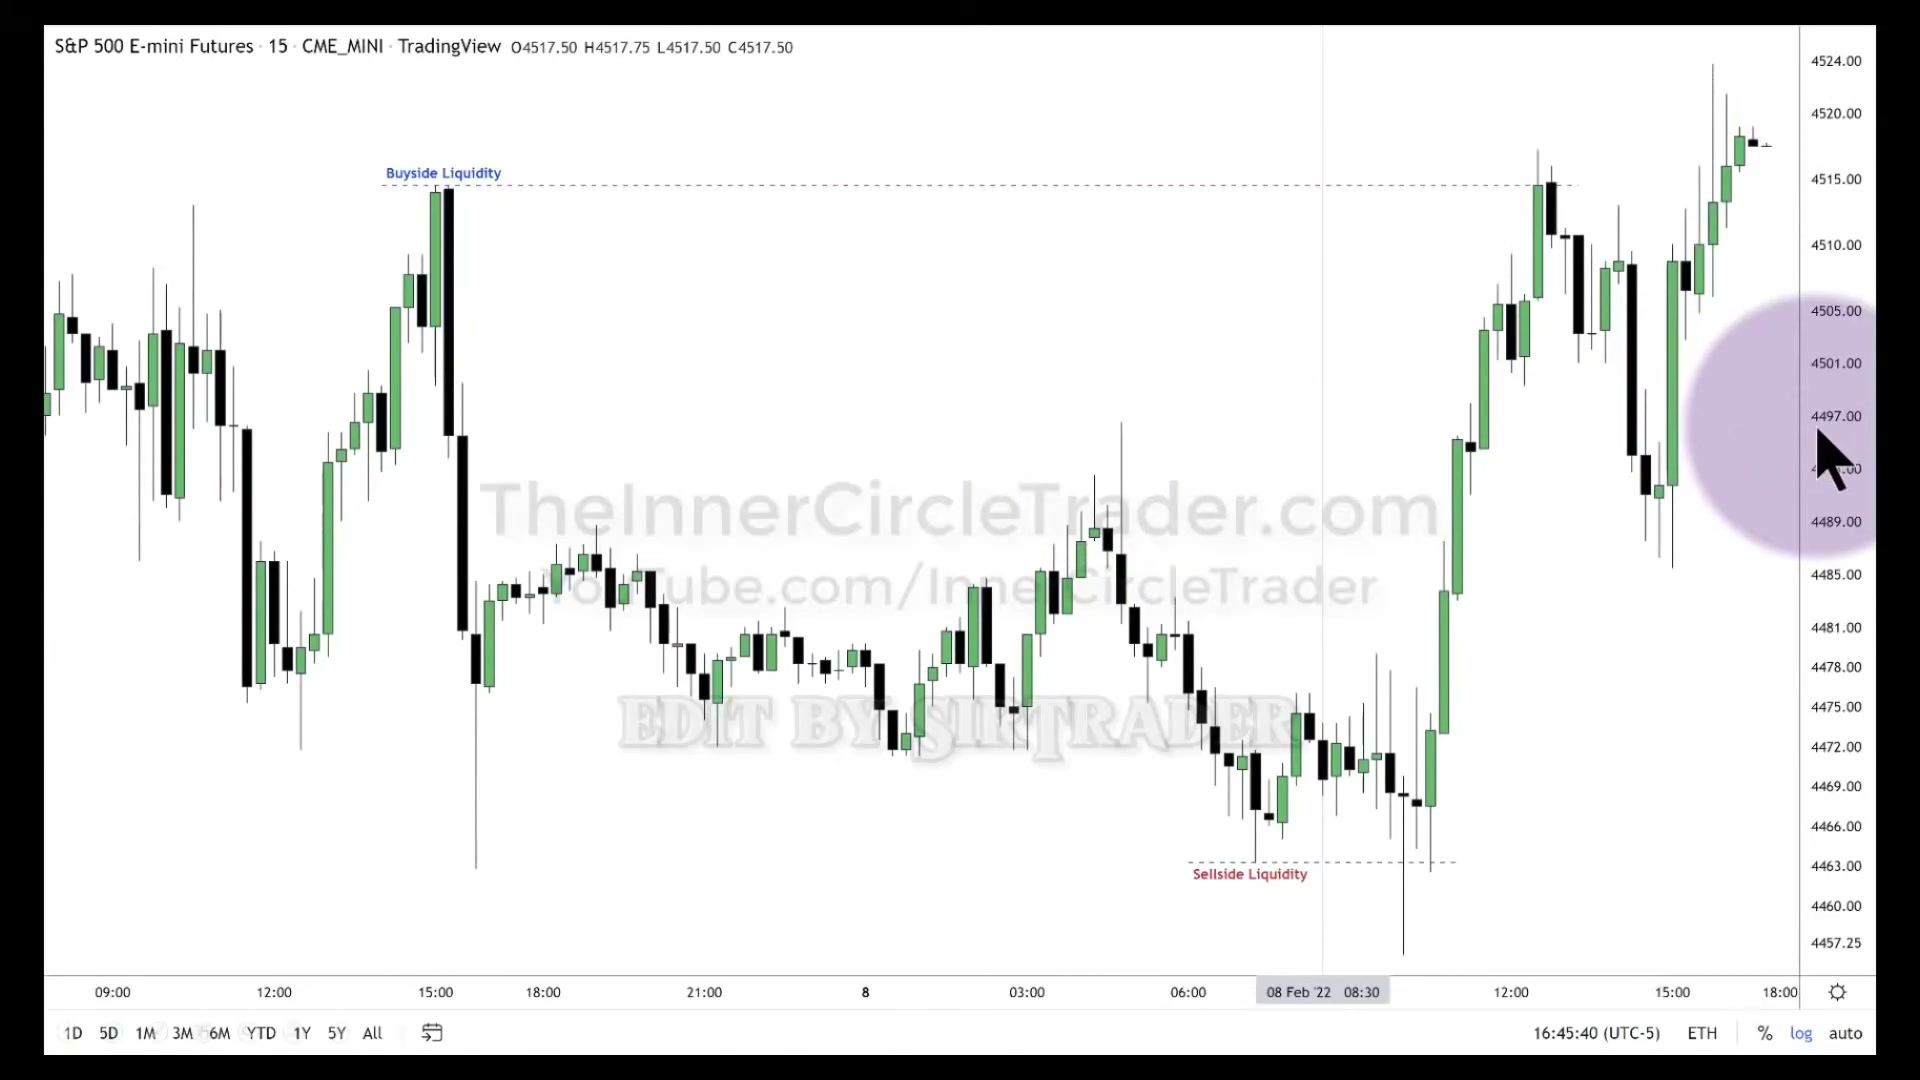 S&P 500 E-mini Futures · 15 · CME_MINI · TradingView O4517.50 H4517.75 L4517.50 C4517.50
4524.00
4520.00
Buyside Liquidity
4515.00
4510.00
4505.00
4501.00
4497.00
TheInnerCircleTrader.com
4489.00
YouTube.com/InnerCircleTrader
4485.00
4481.00
4478.00
4475.00
EDIT BY SIRTRADER
4472.00
4469.00
4466.00
4463.00
Sellside Liquidity
4460.00
4457.25
09:00 12:00 15:00 18:00 21:00 8 03:00 06:00 08 Feb '22 08:30 12:00 15:00 18:00
1D 5D 1M 3M 6M YTD 1Y 5Y All 16:45:40 (UTC-5) ETH % log auto